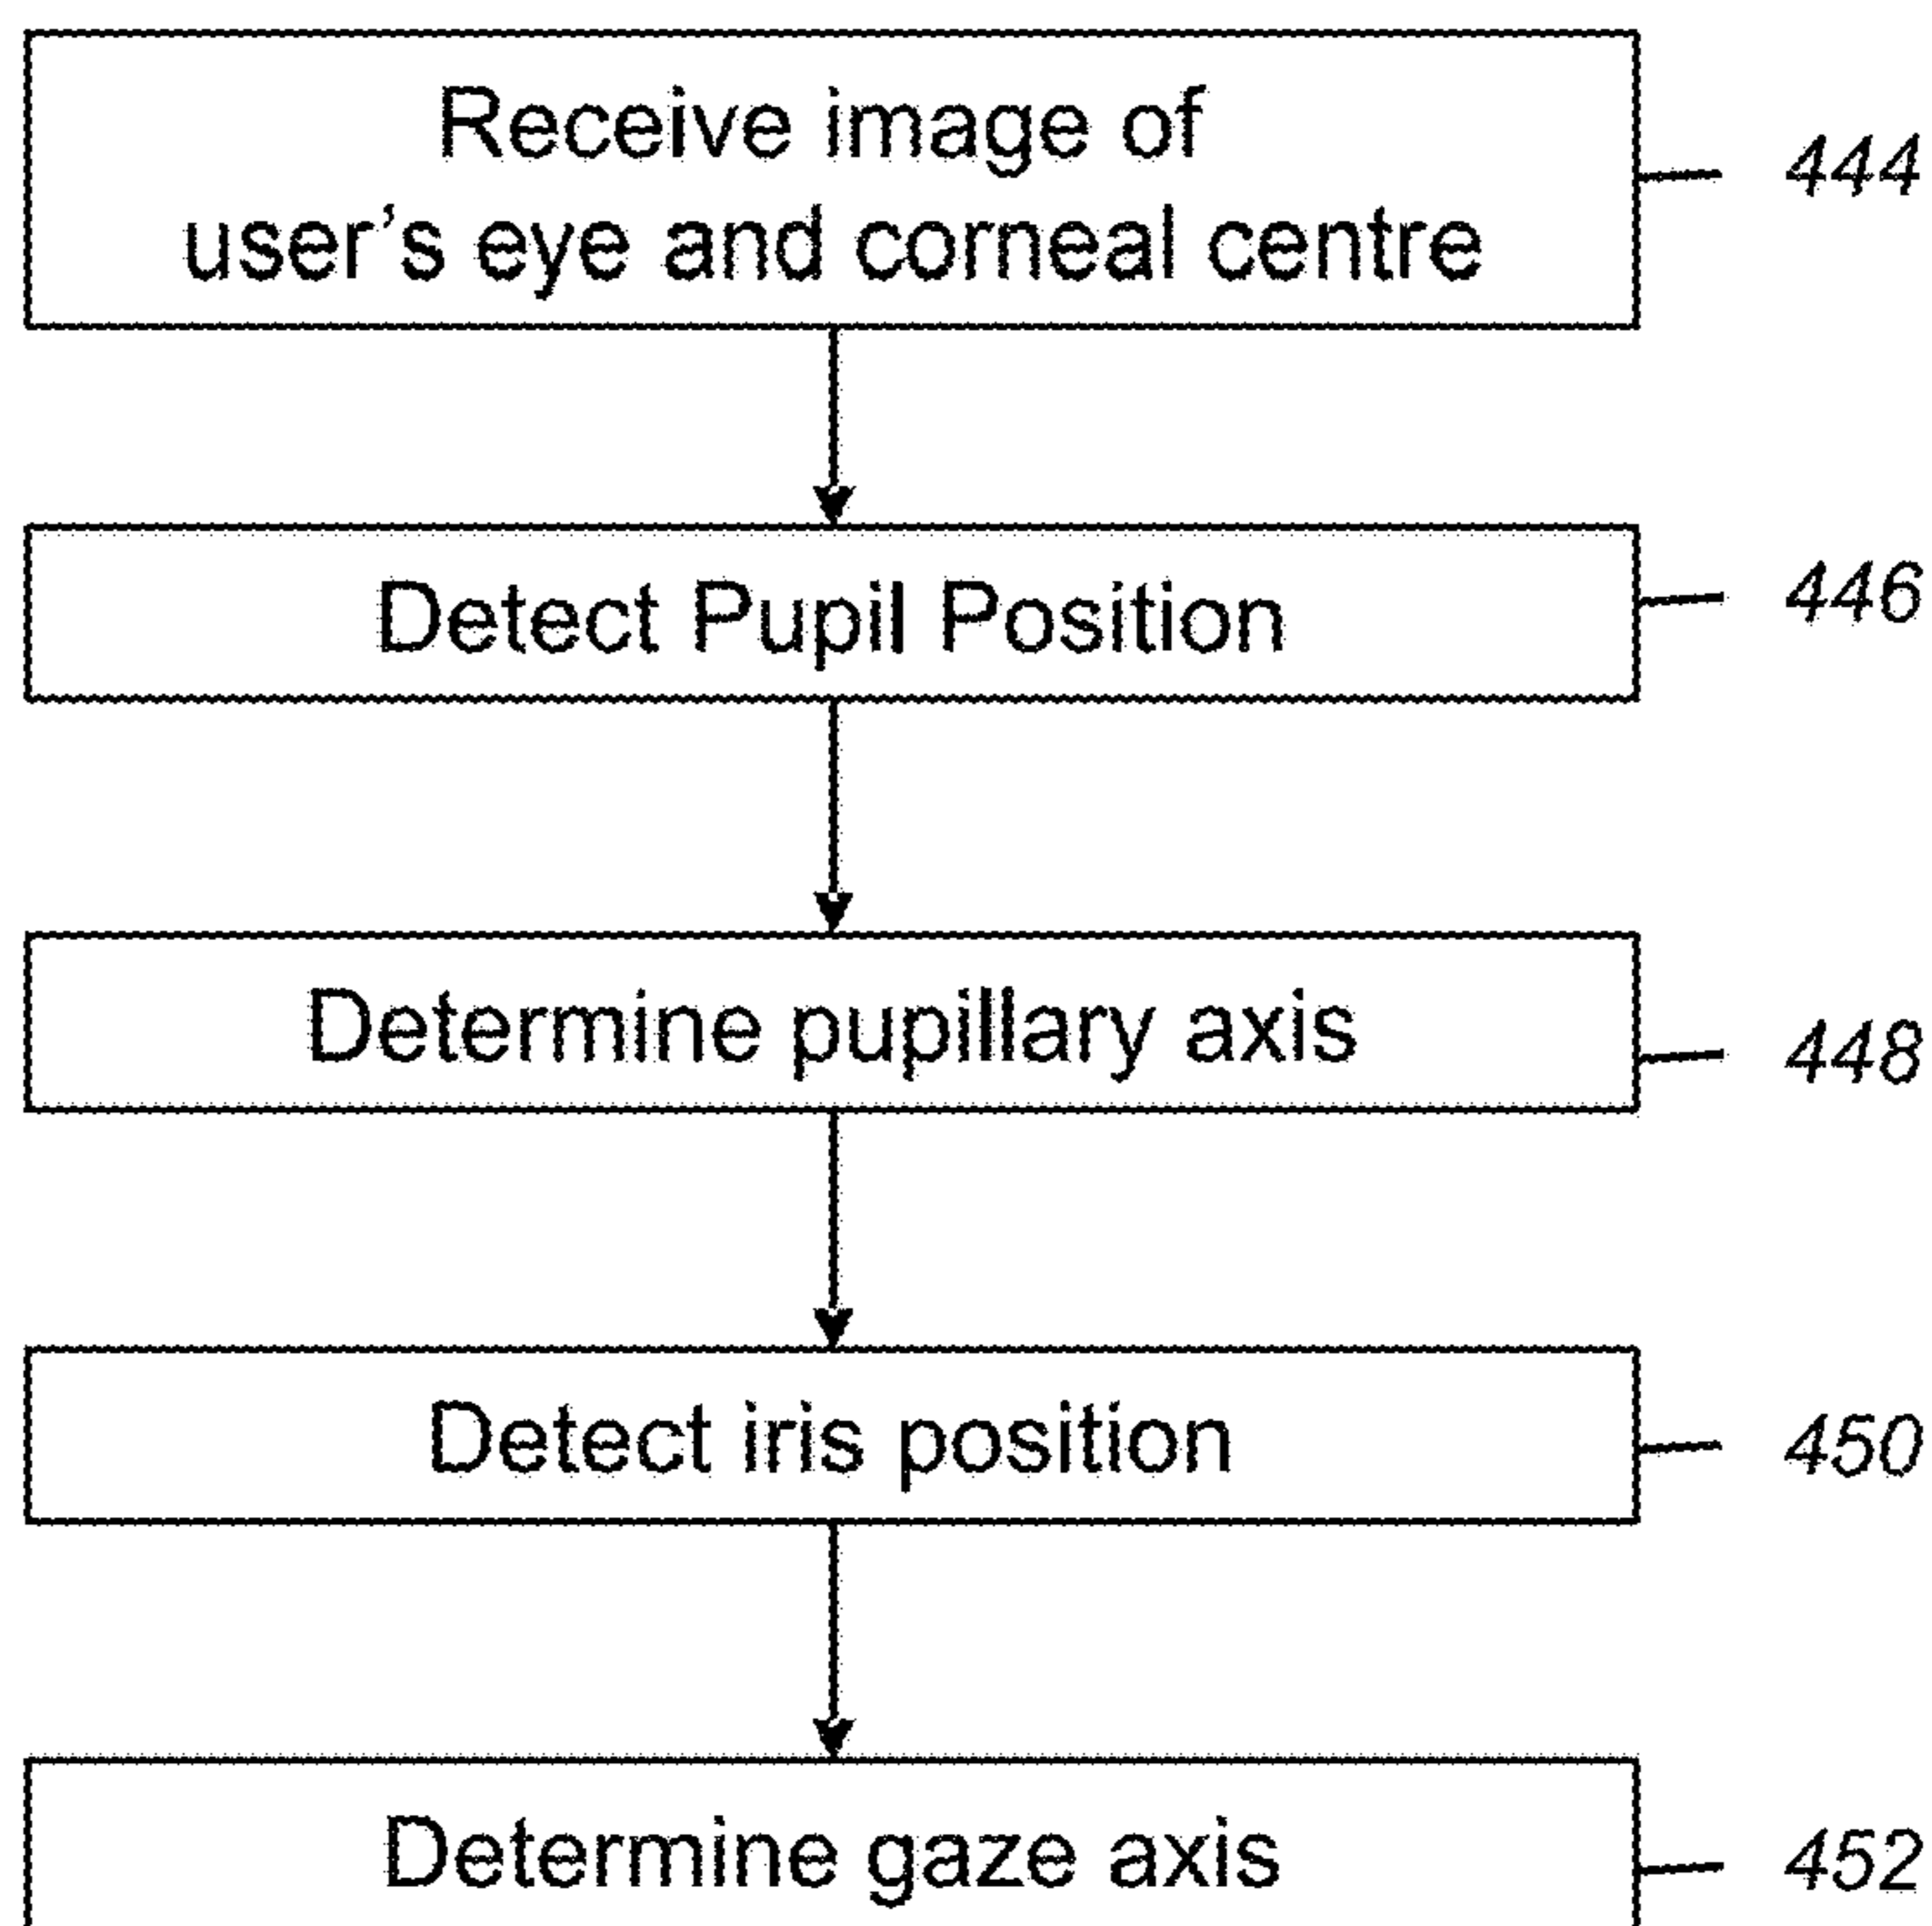 Receive image of
user's eye and corneal centre
444
Detect Pupil Position
446
Determine pupillary axis
448
Detect iris position
450
Determine gaze axis
452